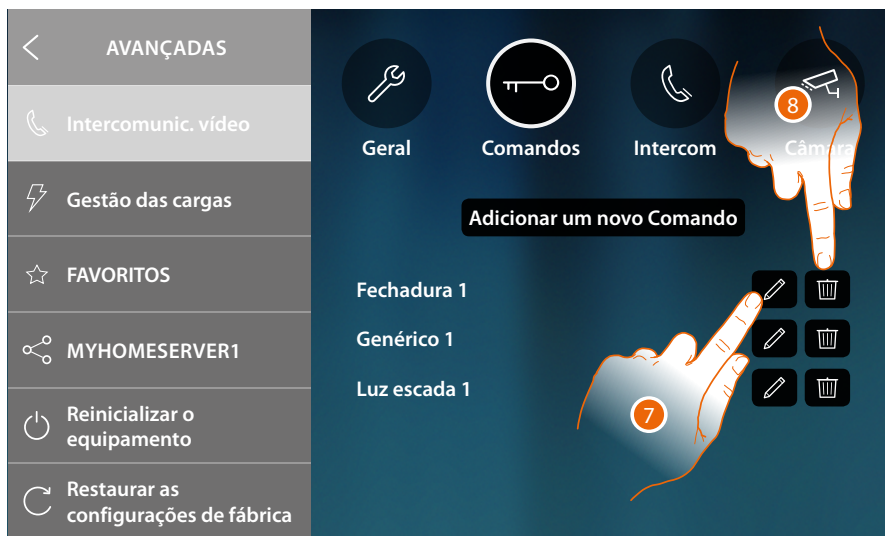 AVANÇADAS
Intercomunic. vídeo
Gestão das cargas
FAVORITOS
MYHOMESERVER1
Reinicializar o
equipamento
Restaurar as
configurações de fábrica
Geral
Comandos
Intercom
Câmara
8
Adicionar um novo Comando
Fechadura 1
Genérico 1
Luz escada 1
7